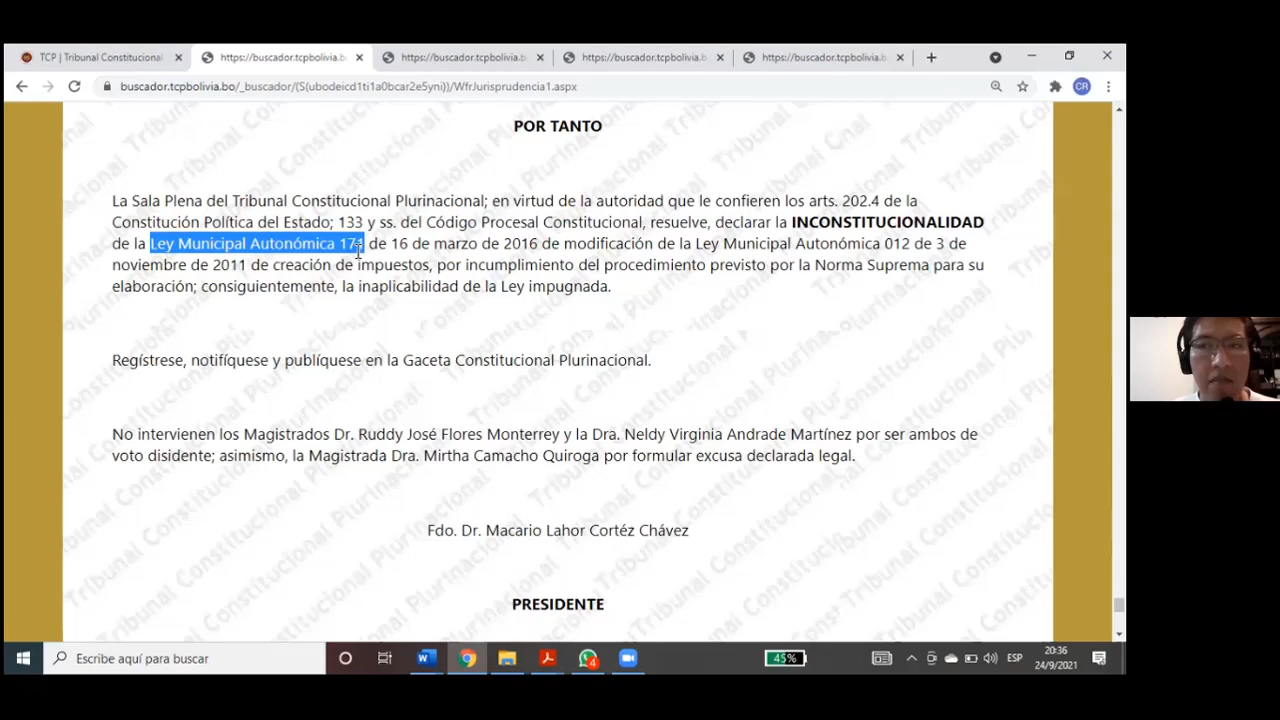 TCP | Tribunal Constitucional
https://buscador.tcpbolivia.b
https://buscador.tcpbolivia.b
https://buscador.tcpbolivia.b
https://buscador.tcpbolivia.b
buscador.tcpbolivia.bo/_buscador/(S(ubodeicd1ti1a0bcar2e5yni))/WfrJurisprudencia1.aspx
CR
POR TANTO
La Sala Plena del Tribunal Constitucional Plurinacional; en virtud de la autoridad que le confieren los arts. 202.4 de la
Constitución Política del Estado; 133 y ss. del Código Procesal Constitucional, resuelve, declarar la INCONSTITUCIONALIDAD
de la Ley Municipal Autonómica de 16 de marzo de 2016 de modificación de la Ley Municipal Autonómica 012 de 3 de
noviembre de 2011 de creación de impuestos, por incumplimiento del procedimiento previsto por la Norma Suprema para su
elaboración; consiguientemente, la inaplicabilidad de la Ley impugnada.
Regístrese, notifíquese y publíquese en la Gaceta Constitucional Plurinacional.
No intervienen los Magistrados Dr. Ruddy José Flores Monterrey y la Dra. Neldy Virginia Andrade Martínez por ser ambos de
voto disidente; asimismo, la Magistrada Dra. Mirtha Camacho Quiroga por formular excusa declarada legal.
Fdo. Dr. Macario Lahor Cortéz Chávez
PRESIDENTE
Escribe aquí para buscar
4
45%
ESP
20:36
24/9/2021